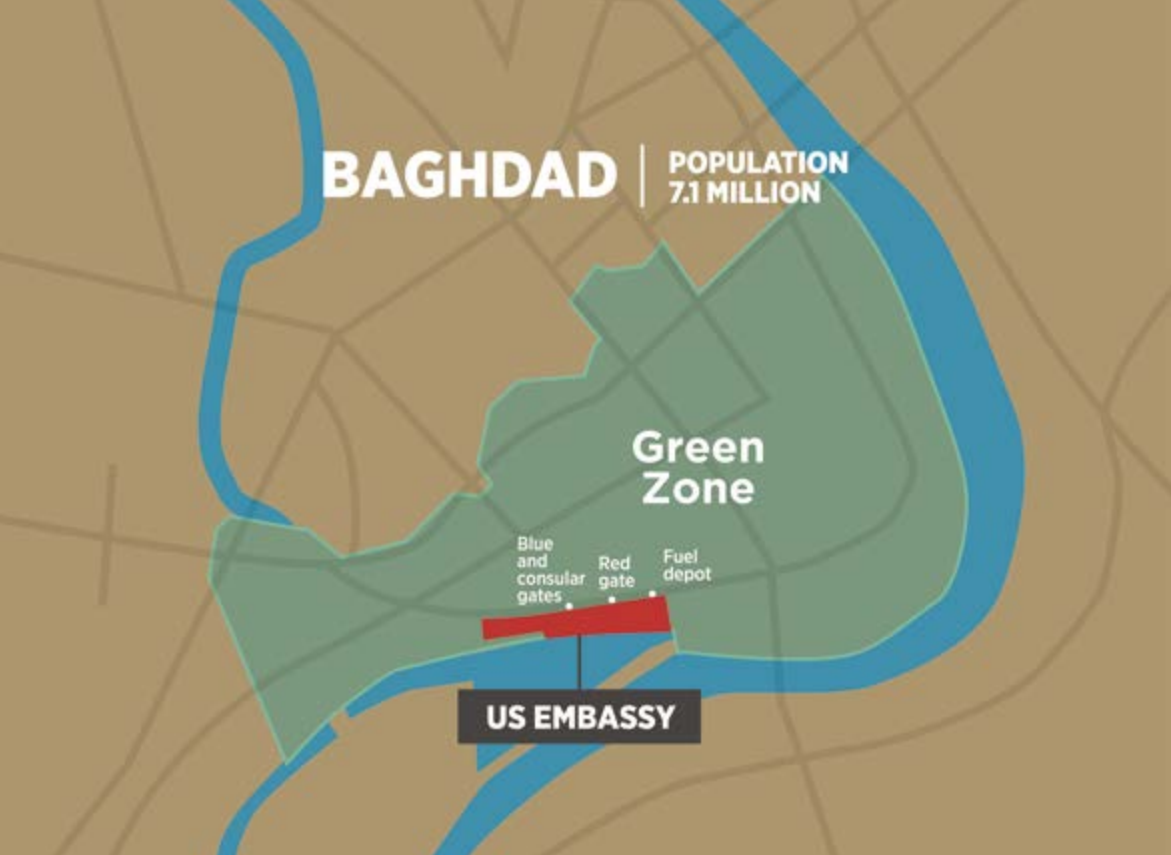 BAGHDAD
POPULATION
7.1 MILLION
Green
Zone
Blue
and
consular
gates
Red
gate
Fuel
depot
US EMBASSY